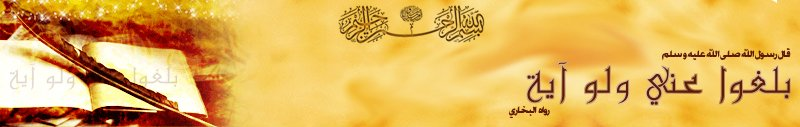 بسم الله الرحمن الرحيم
قال رسول الله صلى الله عليه وسلم
بلغوا عني ولو آية
رواه البخاري
بلغوا عني ولو آية